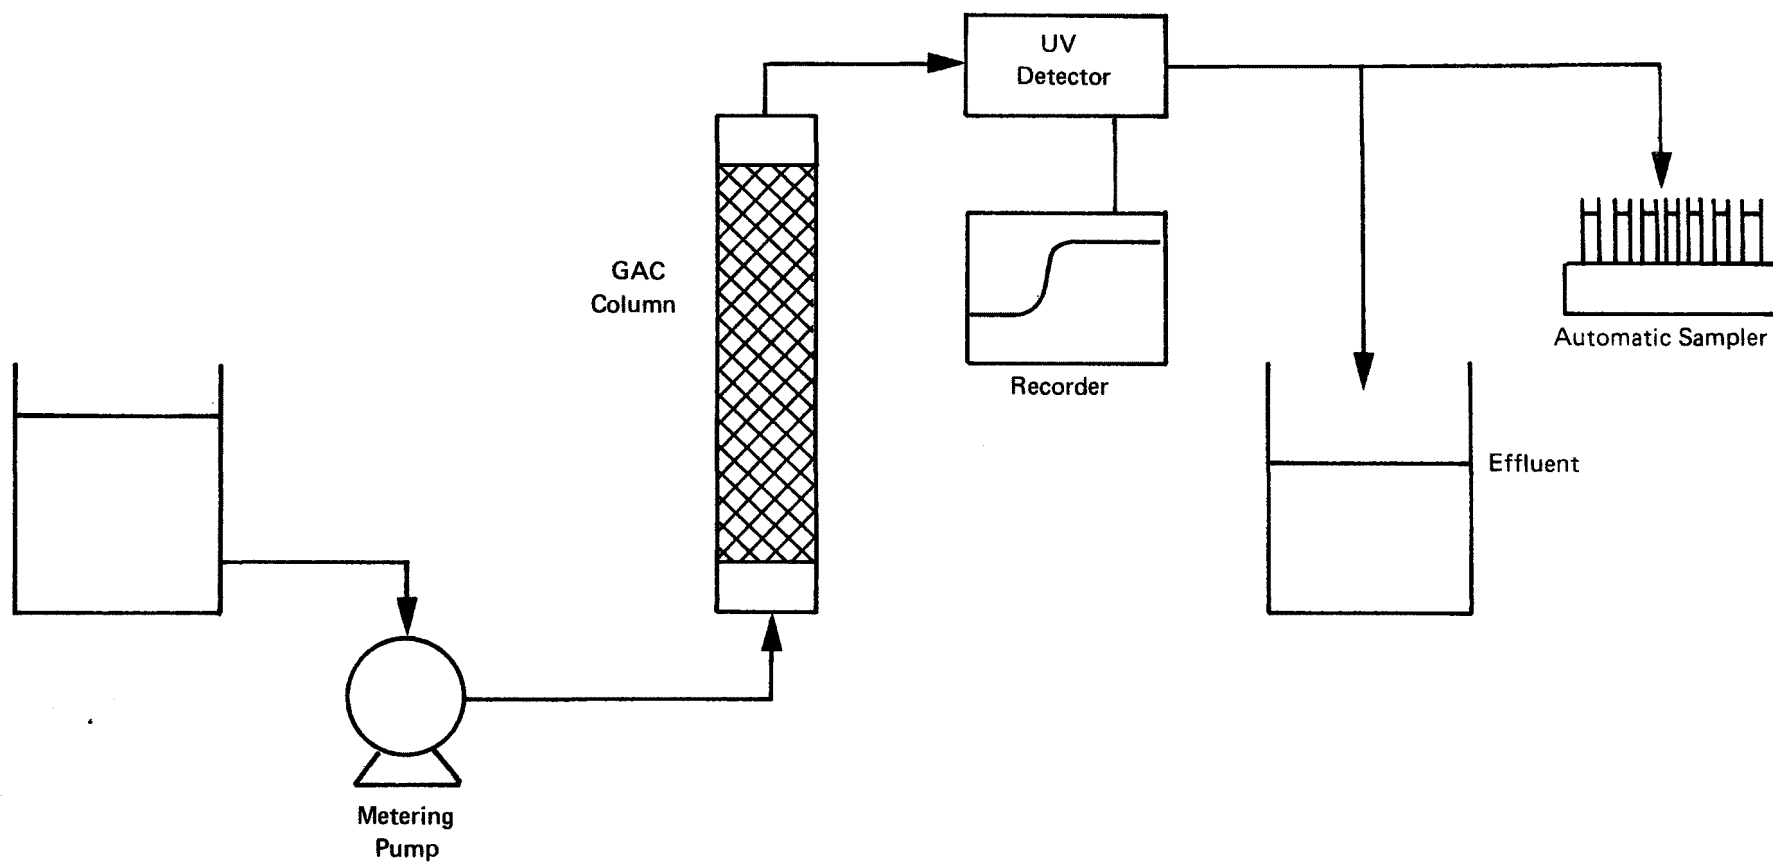 UV
Detector
GAC
Column
Automatic Sampler
Recorder
Effluent
Metering
Pump